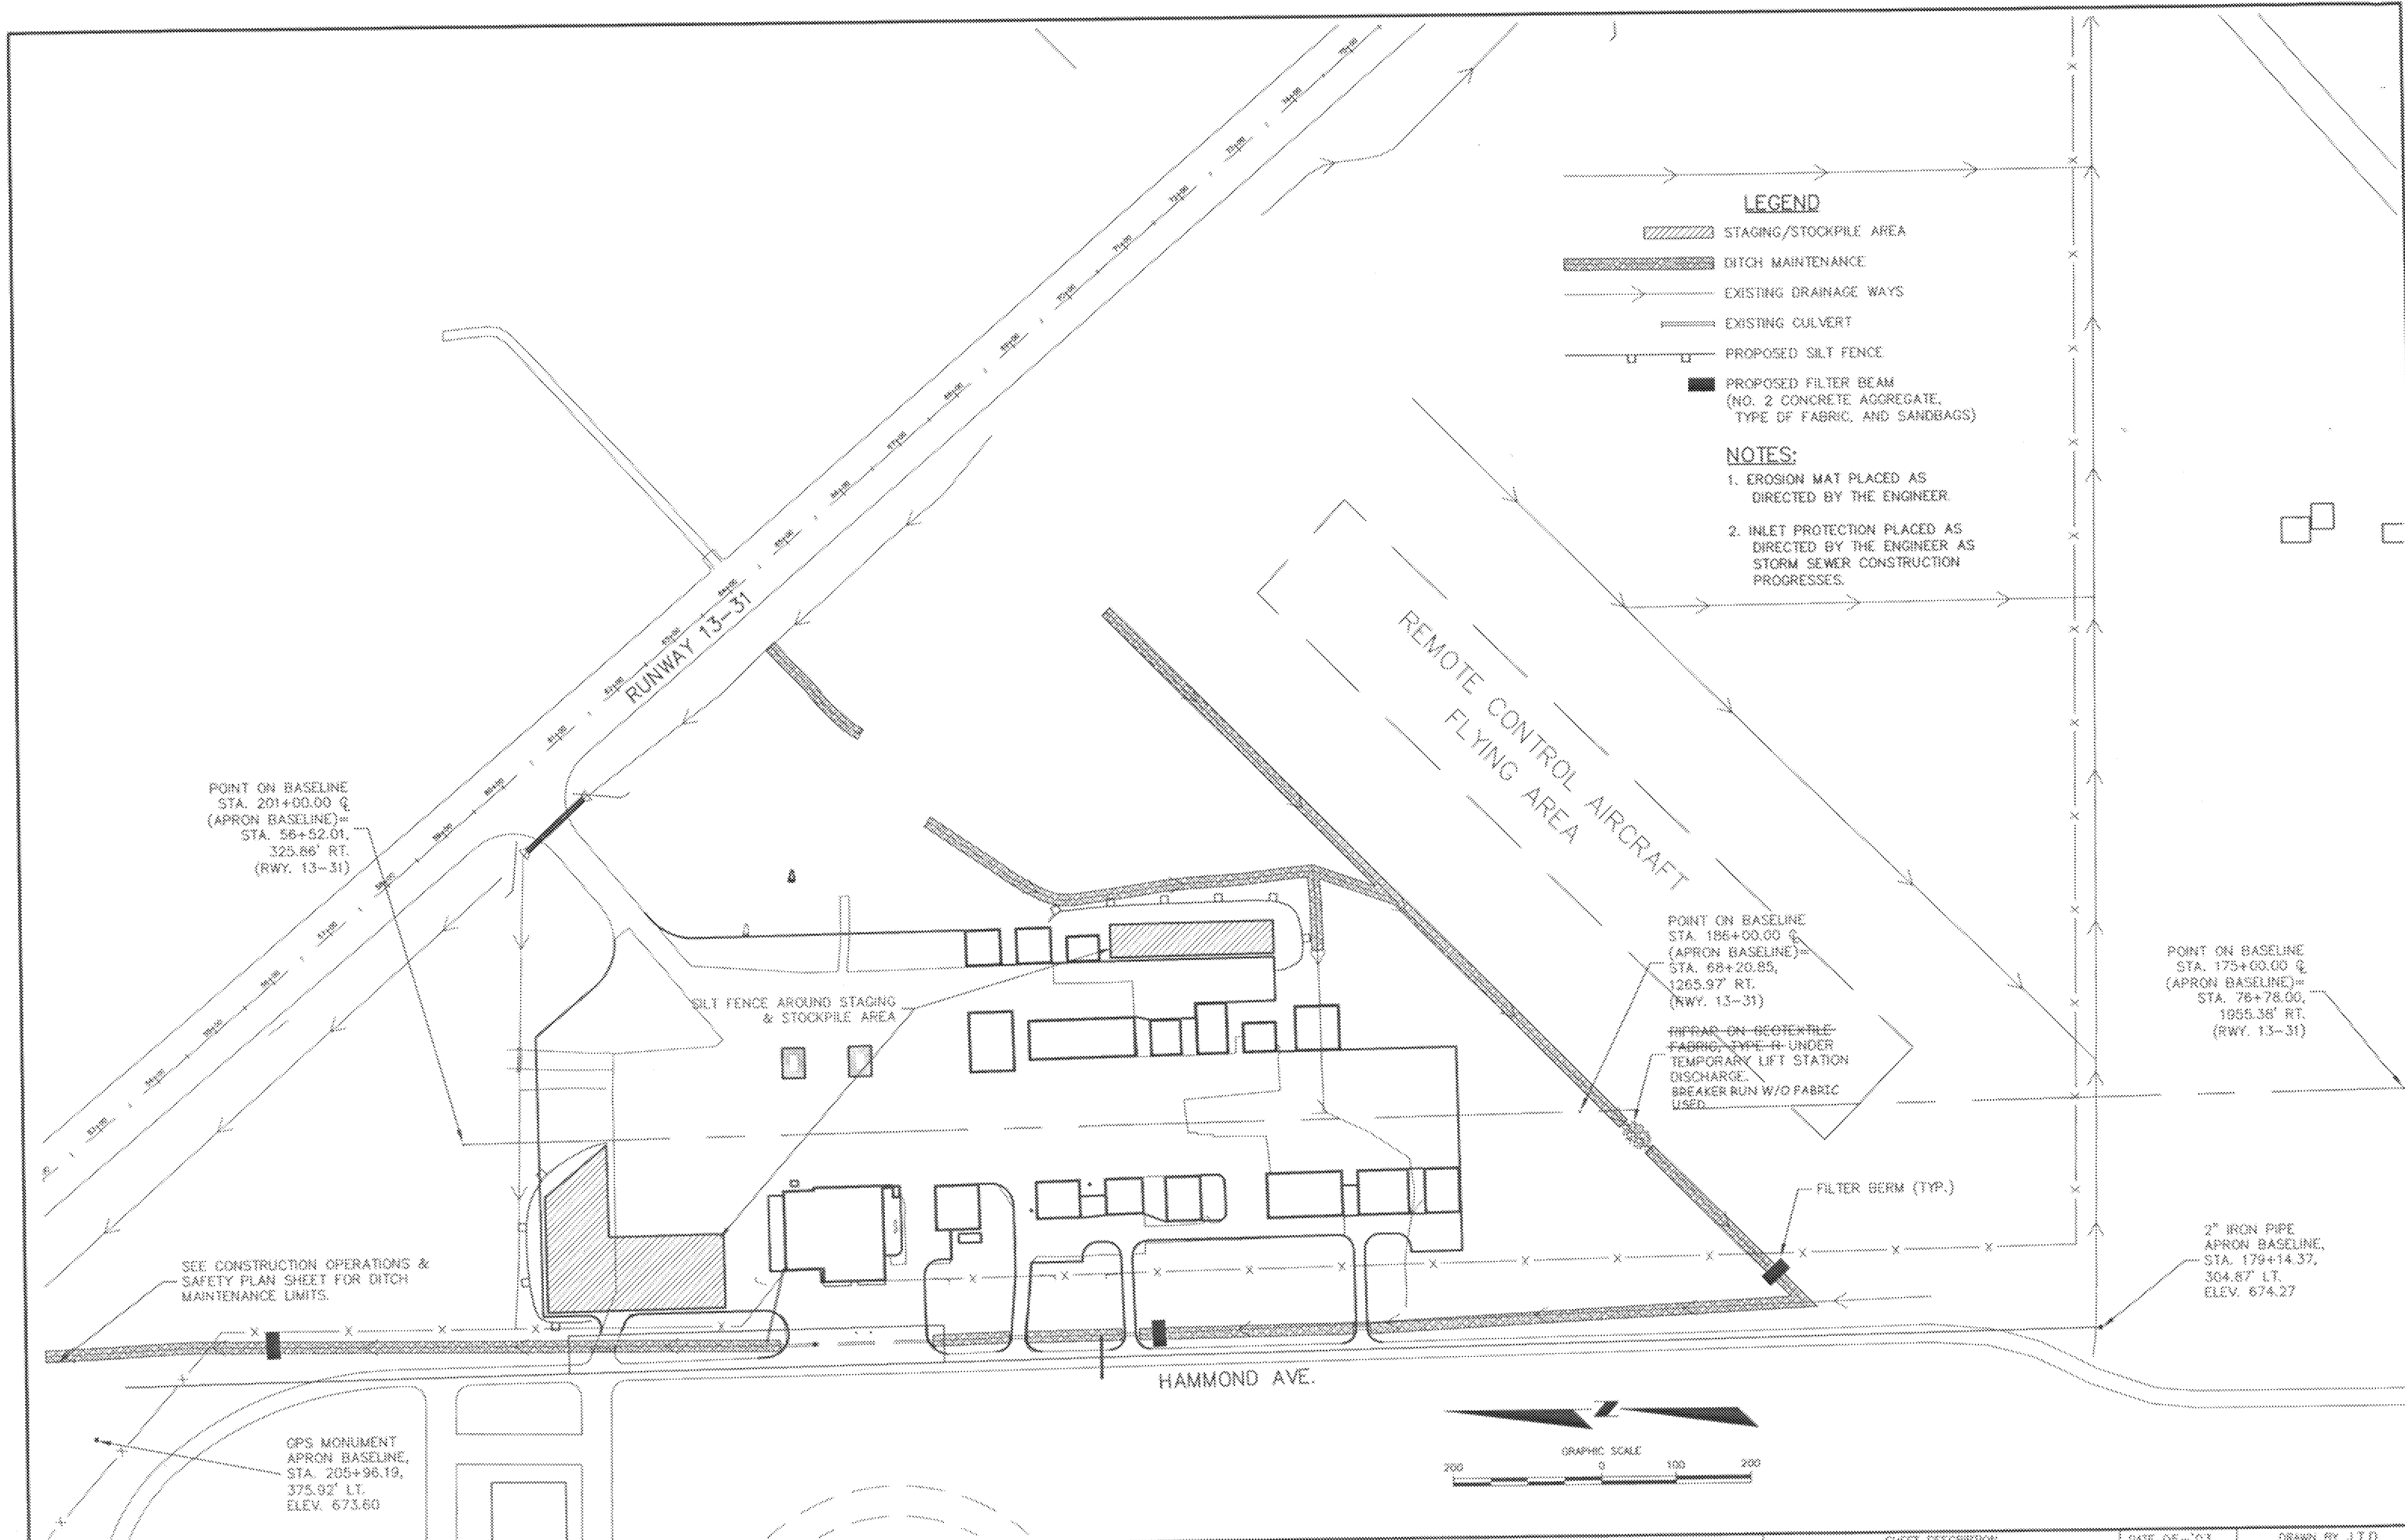 LEGEND
STAGING/STOCKPILE AREA
DITCH MAINTENANCE
EXISTING DRAINAGE WAYS
EXISTING CULVERT
PROPOSED SILT FENCE
PROPOSED FILTER BEAM
(NO. 2 CONCRETE AGGREGATE,
TYPE DF FABRIC, AND SANDBAGS)
NOTES:
1. EROSION MAT PLACED AS
DIRECTED BY THE ENGINEER.
2. INLET PROTECTION PLACED AS
DIRECTED BY THE ENGINEER AS
STORM SEWER CONSTRUCTION
PROGRESSES.
RUNWAY 13-31
REMOTE CONTROL AIRCRAFT
FLYING AREA
POINT ON BASELINE
STA. 201+00.00 ℄
(APRON BASELINE)=
STA. 56+52.01,
325.86' RT.
(RWY. 13-31)
SILT FENCE AROUND STAGING
& STOCKPILE AREA
POINT ON BASELINE
STA. 186+00.00 ℄
(APRON BASELINE)=
STA. 68+20.85,
1265.97' RT.
(RWY. 13-31)
RIPRAP ON GEOTEXTILE
FABRIC, TYPE R UNDER
TEMPORARY LIFT STATION
DISCHARGE.
BREAKER RUN W/O FABRIC
USED
POINT ON BASELINE
STA. 175+00.00 ℄
(APRON BASELINE)=
STA. 76+78.00,
1955.38' RT.
(RWY. 13-31)
FILTER BERM (TYP.)
2" IRON PIPE
APRON BASELINE,
STA. 179+14.37,
304.87' LT.
ELEV. 674.27
SEE CONSTRUCTION OPERATIONS &
SAFETY PLAN SHEET FOR DITCH
MAINTENANCE LIMITS.
HAMMOND AVE.
GPS MONUMENT
APRON BASELINE,
STA. 205+96.19,
375.92' LT.
ELEV. 673.60
GRAPHIC SCALE
200 0 100 200
SHEET DESCRIPTION
DATE 06-'03
DRAWN BY J.T.D.